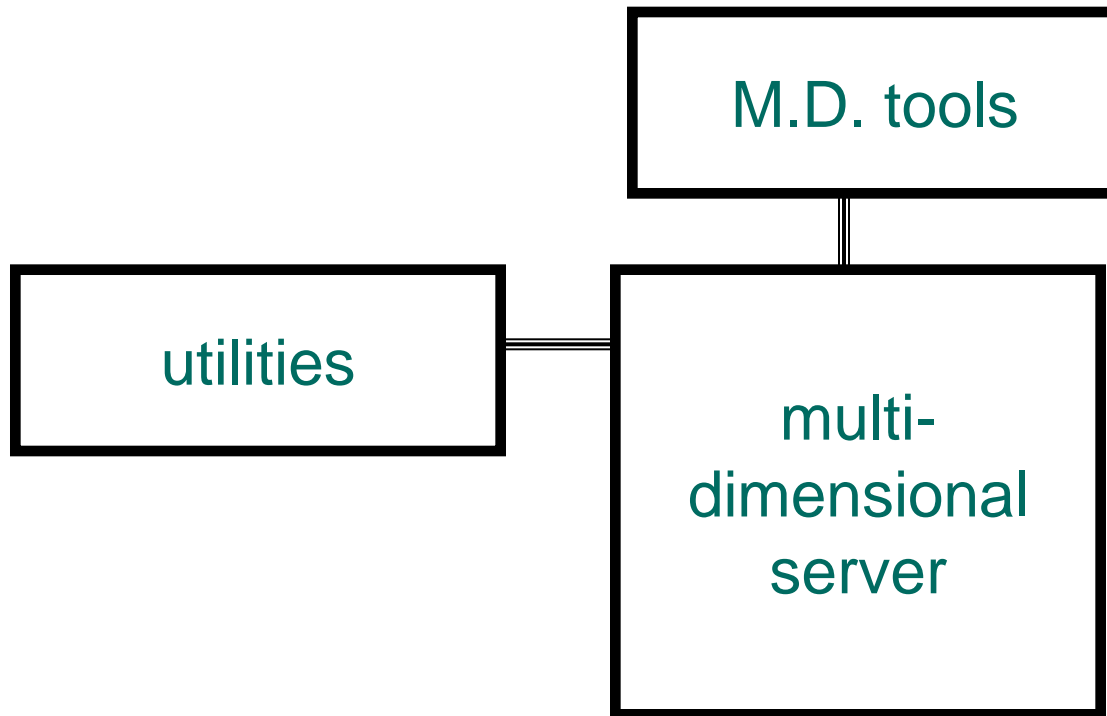 M.D. tools
utilities
multi-
dimensional
server